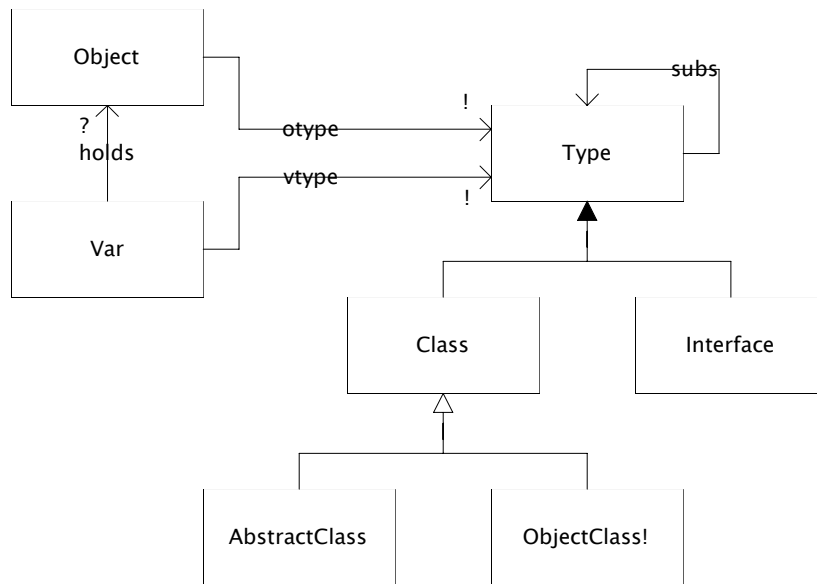 Object
subs
!
?
otype
holds
Type
vtype
!
Var
Class
Interface
AbstractClass
ObjectClass!